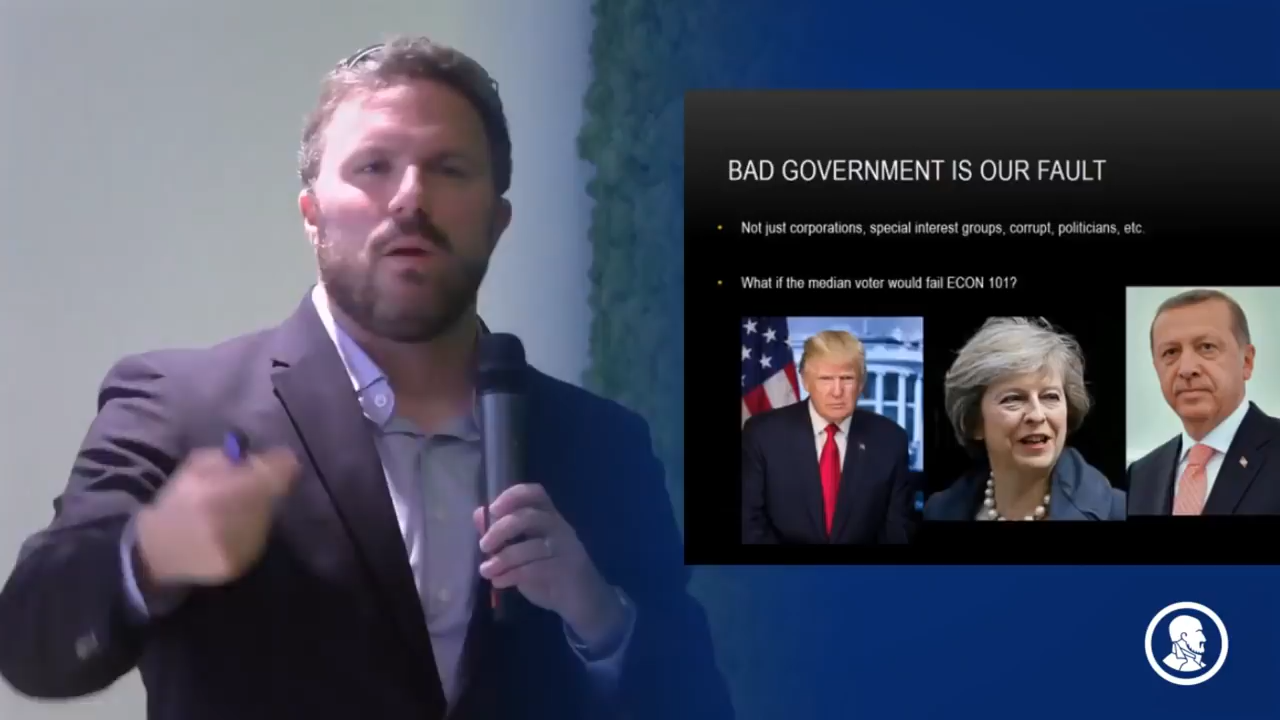 BAD GOVERNMENT IS OUR FAULT
Not just corporations, special interest groups, corrupt, politicians, etc.
What if the median voter would fail ECON 101?